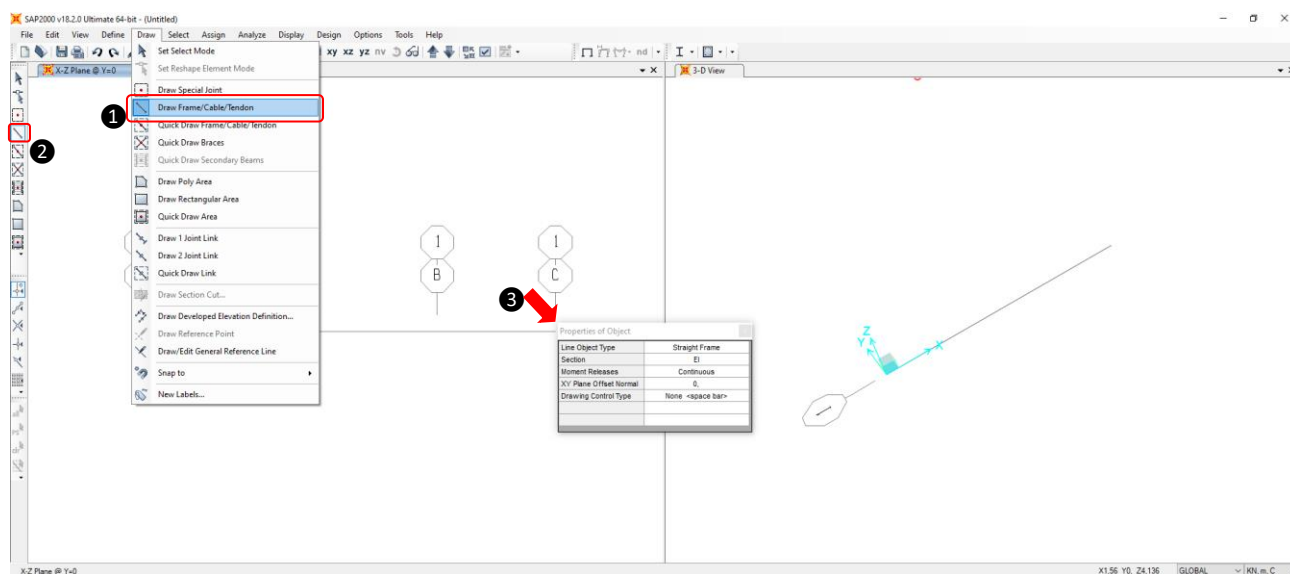 SAP2000 v18.2.0 Ultimate 64-bit - (Untitled)
File Edit View Define Draw Select Assign Analyze Display Design Options Tools Help
xy xz yz nv nd
X-Z Plane @ Y=0
3-D View
Set Select Mode
Set Reshape Element Mode
Draw Special Joint
1
Draw Frame/Cable/Tendon
Quick Draw Frame/Cable/Tendon
2
Quick Draw Braces
Quick Draw Secondary Beams
Draw Poly Area
Draw Rectangular Area
Quick Draw Area
Draw 1 Joint Link
Draw 2 Joint Link
Quick Draw Link
Draw Section Cut...
Draw Developed Elevation Definition...
Draw Reference Point
Draw/Edit General Reference Line
Snap to
New Labels...
1 1
B C
3
Properties of Object
Line Object Type Straight Frame
Section EI
Moment Releases Continuous
XY Plane Offset Normal 0,
Drawing Control Type None <space bar>
Z
Y
X
1
X-Z Plane @ Y=0
X1.56 Y0, Z4.136 GLOBAL KN, m, C